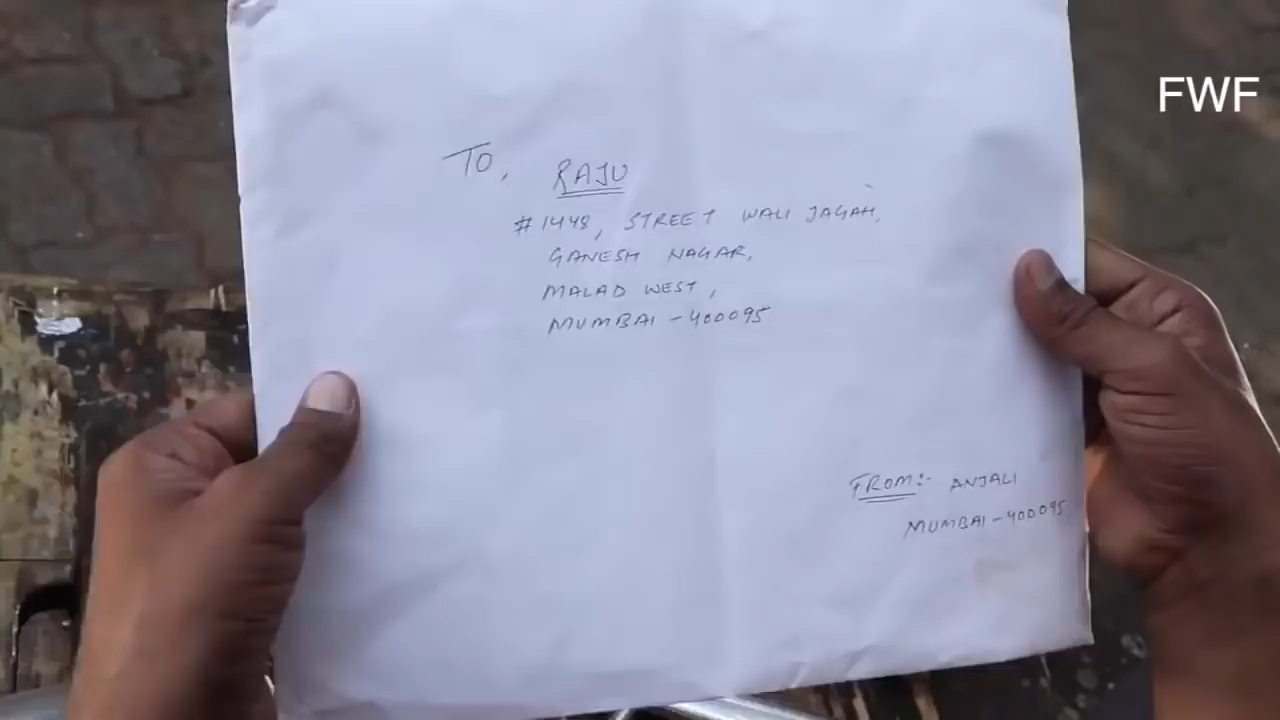 FWF
TO,
RAJU
#1448, STREET WALI JAGAH,
GANESH NAGAR,
MALAD WEST,
MUMBAI-400095
FROM:- ANJALI
MUMBAI-400095